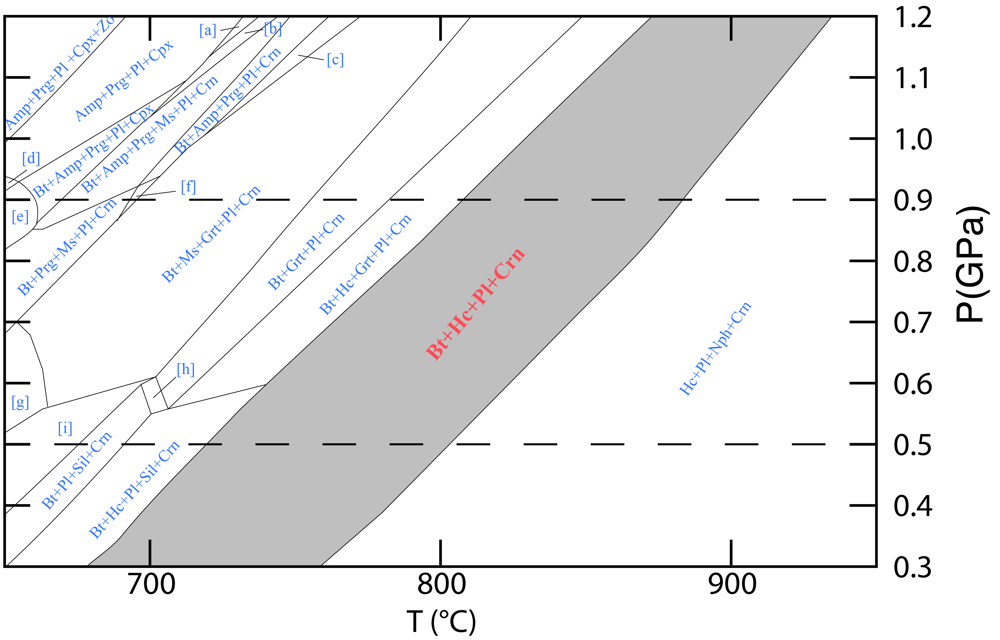 Amp+Prg+Pl +Cpx+Zo
Amp+Prg+Pl+Cpx
[a]
[b]
[c]
Bt+Amp+Prg+Pl+Crn
Bt+Amp+Prg+Ms+Pl+Crn
Bt+Amp+Prg+Pl+Cpx
[d]
[e]
[f]
Bt+Prg+Ms+Pl+Crn
Bt+Ms+Grt+Pl+Crn
Bt+Grt+Pl+Crn
Bt+Hc+Grt+Pl+Crn
Bt+Hc+Pl+Crn
Hc+Pl+Nph+Crn
[g]
[h]
[i]
Bt+Pl+Sil+Crn
Bt+Hc+Pl+Sil+Crn
1.2
1.1
1.0
0.9
0.8
0.7
0.6
0.5
0.4
0.3
P(GPa)
700
800
900
T (°C)